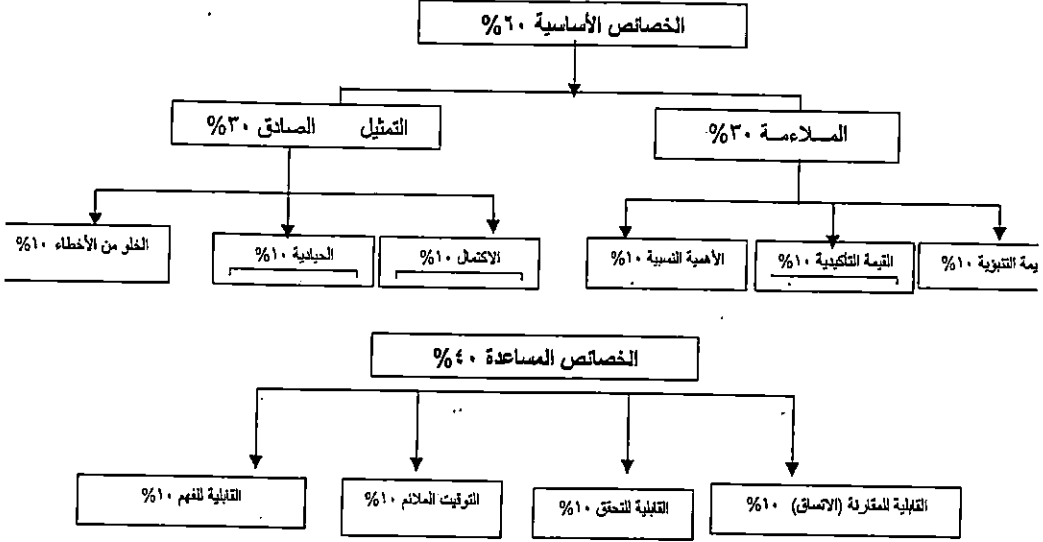 الخصائص الأساسية ٦٠%
الملاءمة ٣٠%
التمثيل الصادق ٣٠%
يمة التنبؤية ١٠%
القيمة التأكيدية ١٠%
الأهمية النسبية ١٠%
الاكتمال ١٠%
الحيادية ١٠%
الخلو من الأخطاء ١٠%
الخصائص المساعدة ٤٠%
القابلية للمقارنة (الاتساق) ١٠%
القابلية للتحقق ١٠%
التوقيت الملائم ١٠%
القابلية للفهم ١٠%